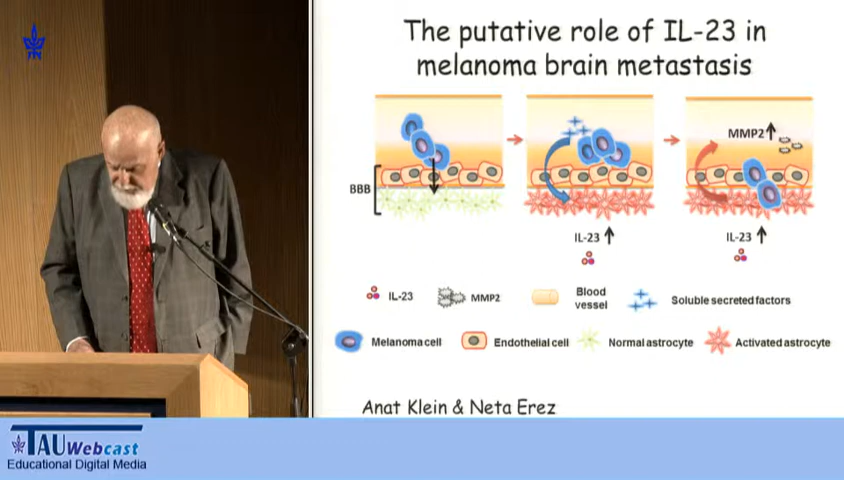 The putative role of IL-23 in
melanoma brain metastasis
BBB
IL-23
MMP2
IL-23
IL-23
MMP2
Blood
vessel
Soluble secreted factors
Melanoma cell
Endothelial cell
Normal astrocyte
Activated astrocyte
Anat Klein & Neta Erez
TAU Webcast
Educational Digital Media